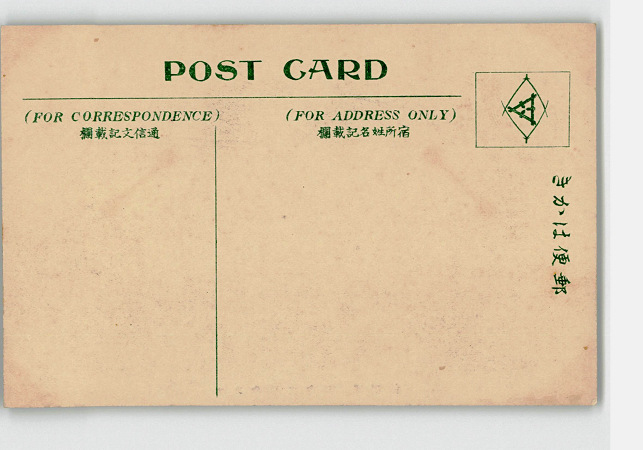 POST CARD
(FOR CORRESPONDENCE)
欄載記文信通
(FOR ADDRESS ONLY)
欄載記名姓所宿
きかは便郵